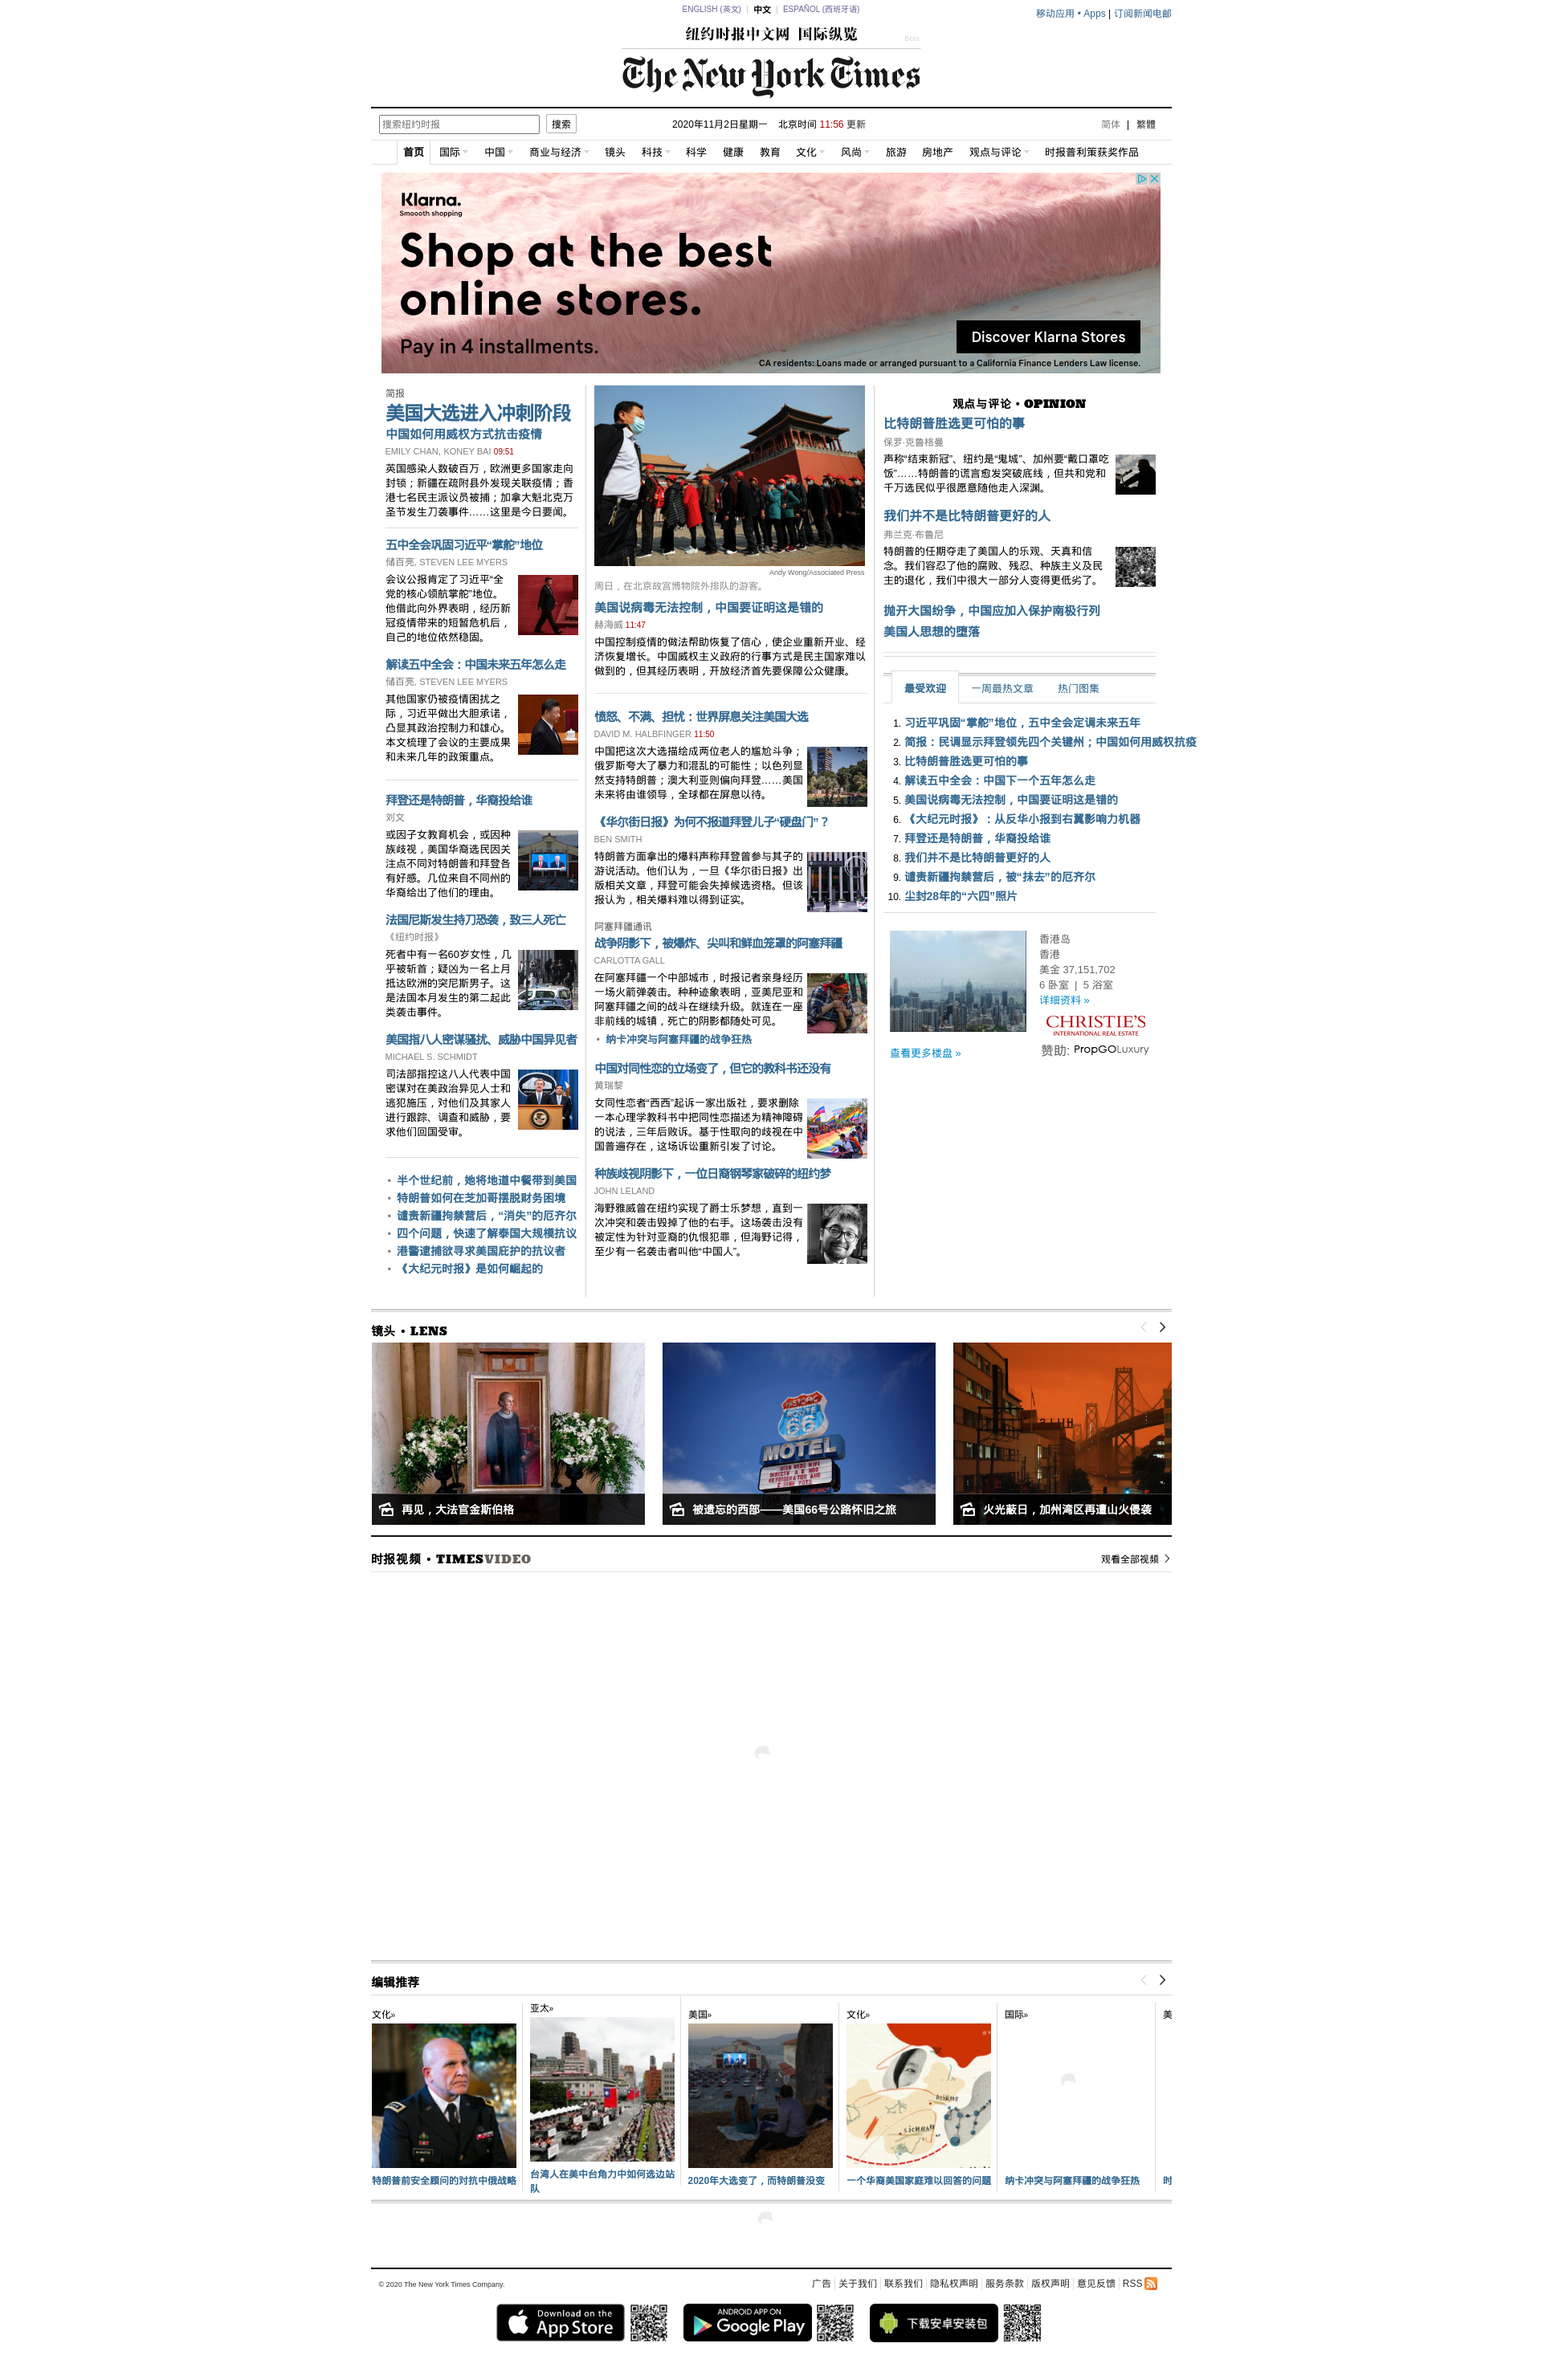 ENGLISH (英文) | 中文 | ESPAÑOL (西班牙语)
移动应用 • Apps | 订阅新闻电邮
纽约时报中文网 国际纵览
Beta
The New York Times
搜索纽约时报
搜索
2020年11月2日星期一 北京时间 11:56 更新
简体 | 繁體
首页 国际 中国 商业与经济 镜头 科技 科学 健康 教育 文化 风尚 旅游 房地产 观点与评论 时报普利策获奖作品
Klarna.
Smoooth shopping
Shop at the best
online stores.
Pay in 4 installments.
Discover Klarna Stores
CA residents: Loans made or arranged pursuant to a California Finance Lenders Law license.
简报
美国大选进入冲刺阶段
中国如何用威权方式抗击疫情
EMILY CHAN, KONEY BAI 09:51
英国感染人数破百万，欧洲更多国家走向
封锁；新疆在疏附县外发现关联疫情；香
港七名民主派议员被捕；加拿大魁北克万
圣节发生刀袭事件……这里是今日要闻。
五中全会巩固习近平“掌舵”地位
储百亮, STEVEN LEE MYERS
会议公报肯定了习近平“全
党的核心领航掌舵”地位。
他借此向外界表明，经历新
冠疫情带来的短暂危机后，
自己的地位依然稳固。
解读五中全会：中国未来五年怎么走
储百亮, STEVEN LEE MYERS
其他国家仍被疫情困扰之
际，习近平做出大胆承诺，
凸显其政治控制力和雄心。
本文梳理了会议的主要成果
和未来几年的政策重点。
拜登还是特朗普，华裔投给谁
刘文
或因子女教育机会，或因种
族歧视，美国华裔选民因关
注点不同对特朗普和拜登各
有好感。几位来自不同州的
华裔给出了他们的理由。
法国尼斯发生持刀恐袭，致三人死亡
《纽约时报》
死者中有一名60岁女性，几
乎被斩首；疑凶为一名上月
抵达欧洲的突尼斯男子。这
是法国本月发生的第二起此
类袭击事件。
美国指八人密谋骚扰、威胁中国异见者
MICHAEL S. SCHMIDT
司法部指控这八人代表中国
密谋对在美政治异见人士和
逃犯施压，对他们及其家人
进行跟踪、调查和威胁，要
求他们回国受审。
• 半个世纪前，她将地道中餐带到美国
• 特朗普如何在芝加哥摆脱财务困境
• 谴责新疆拘禁营后，“消失”的厄齐尔
• 四个问题，快速了解泰国大规模抗议
• 港警逮捕欲寻求美国庇护的抗议者
• 《大纪元时报》是如何崛起的
Andy Wong/Associated Press
周日，在北京故宫博物院外排队的游客。
美国说病毒无法控制，中国要证明这是错的
赫海威 11:47
中国控制疫情的做法帮助恢复了信心，使企业重新开业、经
济恢复增长。中国威权主义政府的行事方式是民主国家难以
做到的，但其经历表明，开放经济首先要保障公众健康。
愤怒、不满、担忧：世界屏息关注美国大选
DAVID M. HALBFINGER 11:50
中国把这次大选描绘成两位老人的尴尬斗争；
俄罗斯夸大了暴力和混乱的可能性；以色列显
然支持特朗普；澳大利亚则偏向拜登……美国
未来将由谁领导，全球都在屏息以待。
《华尔街日报》为何不报道拜登儿子“硬盘门”？
BEN SMITH
特朗普方面拿出的爆料声称拜登曾参与其子的
游说活动。他们认为，一旦《华尔街日报》出
版相关文章，拜登可能会失掉候选资格。但该
报认为，相关爆料难以得到证实。
阿塞拜疆通讯
战争阴影下，被爆炸、尖叫和鲜血笼罩的阿塞拜疆
CARLOTTA GALL
在阿塞拜疆一个中部城市，时报记者亲身经历
一场火箭弹袭击。种种迹象表明，亚美尼亚和
阿塞拜疆之间的战斗在继续升级。就连在一座
非前线的城镇，死亡的阴影都随处可见。
• 纳卡冲突与阿塞拜疆的战争狂热
中国对同性恋的立场变了，但它的教科书还没有
黄瑞黎
女同性恋者“西西”起诉一家出版社，要求删除
一本心理学教科书中把同性恋描述为精神障碍
的说法，三年后败诉。基于性取向的歧视在中
国普遍存在，这场诉讼重新引发了讨论。
种族歧视阴影下，一位日裔钢琴家破碎的纽约梦
JOHN LELAND
海野雅威曾在纽约实现了爵士乐梦想，直到一
次冲突和袭击毁掉了他的右手。这场袭击没有
被定性为针对亚裔的仇恨犯罪，但海野记得，
至少有一名袭击者叫他“中国人”。
观点与评论 • OPINION
比特朗普胜选更可怕的事
保罗·克鲁格曼
声称“结束新冠”、纽约是“鬼城”、加州要“戴口罩吃
饭”……特朗普的谎言愈发突破底线，但共和党和
千万选民似乎很愿意随他走入深渊。
我们并不是比特朗普更好的人
弗兰克·布鲁尼
特朗普的任期夺走了美国人的乐观、天真和信
念。我们容忍了他的腐败、残忍、种族主义及民
主的退化，我们中很大一部分人变得更低劣了。
抛开大国纷争，中国应加入保护南极行列
美国人思想的堕落
最受欢迎 一周最热文章 热门图集
1. 习近平巩固“掌舵”地位，五中全会定调未来五年
2. 简报：民调显示拜登领先四个关键州；中国如何用威权抗疫
3. 比特朗普胜选更可怕的事
4. 解读五中全会：中国下一个五年怎么走
5. 美国说病毒无法控制，中国要证明这是错的
6. 《大纪元时报》：从反华小报到右翼影响力机器
7. 拜登还是特朗普，华裔投给谁
8. 我们并不是比特朗普更好的人
9. 谴责新疆拘禁营后，被“抹去”的厄齐尔
10. 尘封28年的“六四”照片
香港岛
香港
美金 37,151,702
6 卧室 | 5 浴室
详细资料 »
CHRISTIE'S
INTERNATIONAL REAL ESTATE
查看更多楼盘 »
赞助: PropGOLuxury
镜头 • LENS
HISTORIC
ROUTE
66
MOTEL
再见，大法官金斯伯格
被遗忘的西部——美国66号公路怀旧之旅
火光蔽日，加州湾区再遭山火侵袭
时报视频 • TIMESVIDEO
观看全部视频
编辑推荐
文化»
特朗普前安全顾问的对抗中俄战略
亚太»
台湾人在美中台角力中如何选边站
队
美国»
2020年大选变了，而特朗普没变
文化»
SICHUAN
一个华裔美国家庭难以回答的问题
国际»
纳卡冲突与阿塞拜疆的战争狂热
美
时
© 2020 The New York Times Company.
广告 | 关于我们 | 联系我们 | 隐私权声明 | 服务条款 | 版权声明 | 意见反馈 | RSS
Download on the
App Store
ANDROID APP ON
Google Play
下载安卓安装包